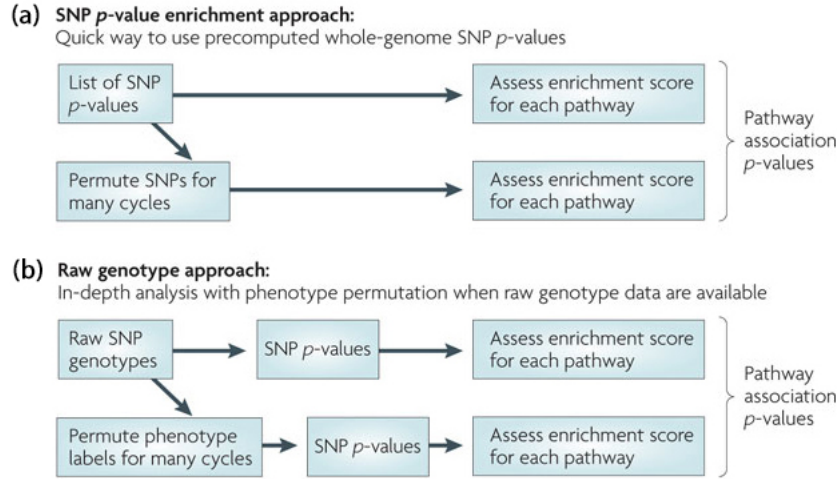 (a) SNP p-value enrichment approach:
Quick way to use precomputed whole-genome SNP p-values
List of SNP
p-values
Assess enrichment score
for each pathway
Permute SNPs for
many cycles
Assess enrichment score
for each pathway
Pathway
association
p-values
(b) Raw genotype approach:
In-depth analysis with phenotype permutation when raw genotype data are available
Raw SNP
genotypes
SNP p-values
Assess enrichment score
for each pathway
Permute phenotype
labels for many cycles
SNP p-values
Assess enrichment score
for each pathway
Pathway
association
p-values